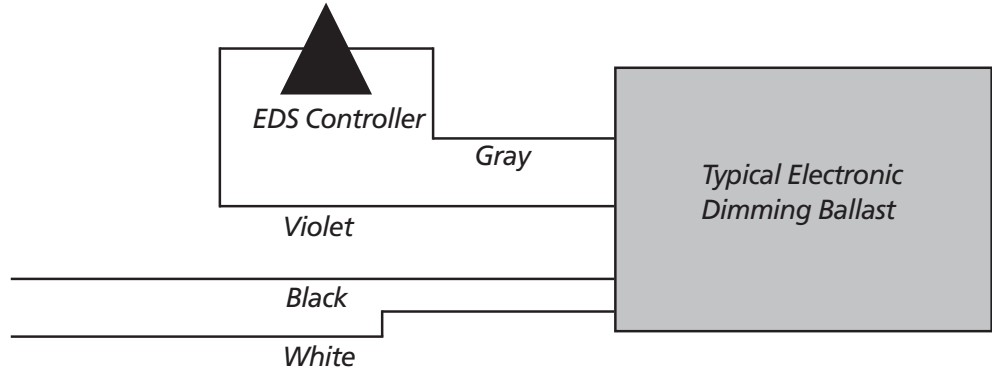 EDS Controller
Gray
Typical Electronic
Dimming Ballast
Violet
Black
White